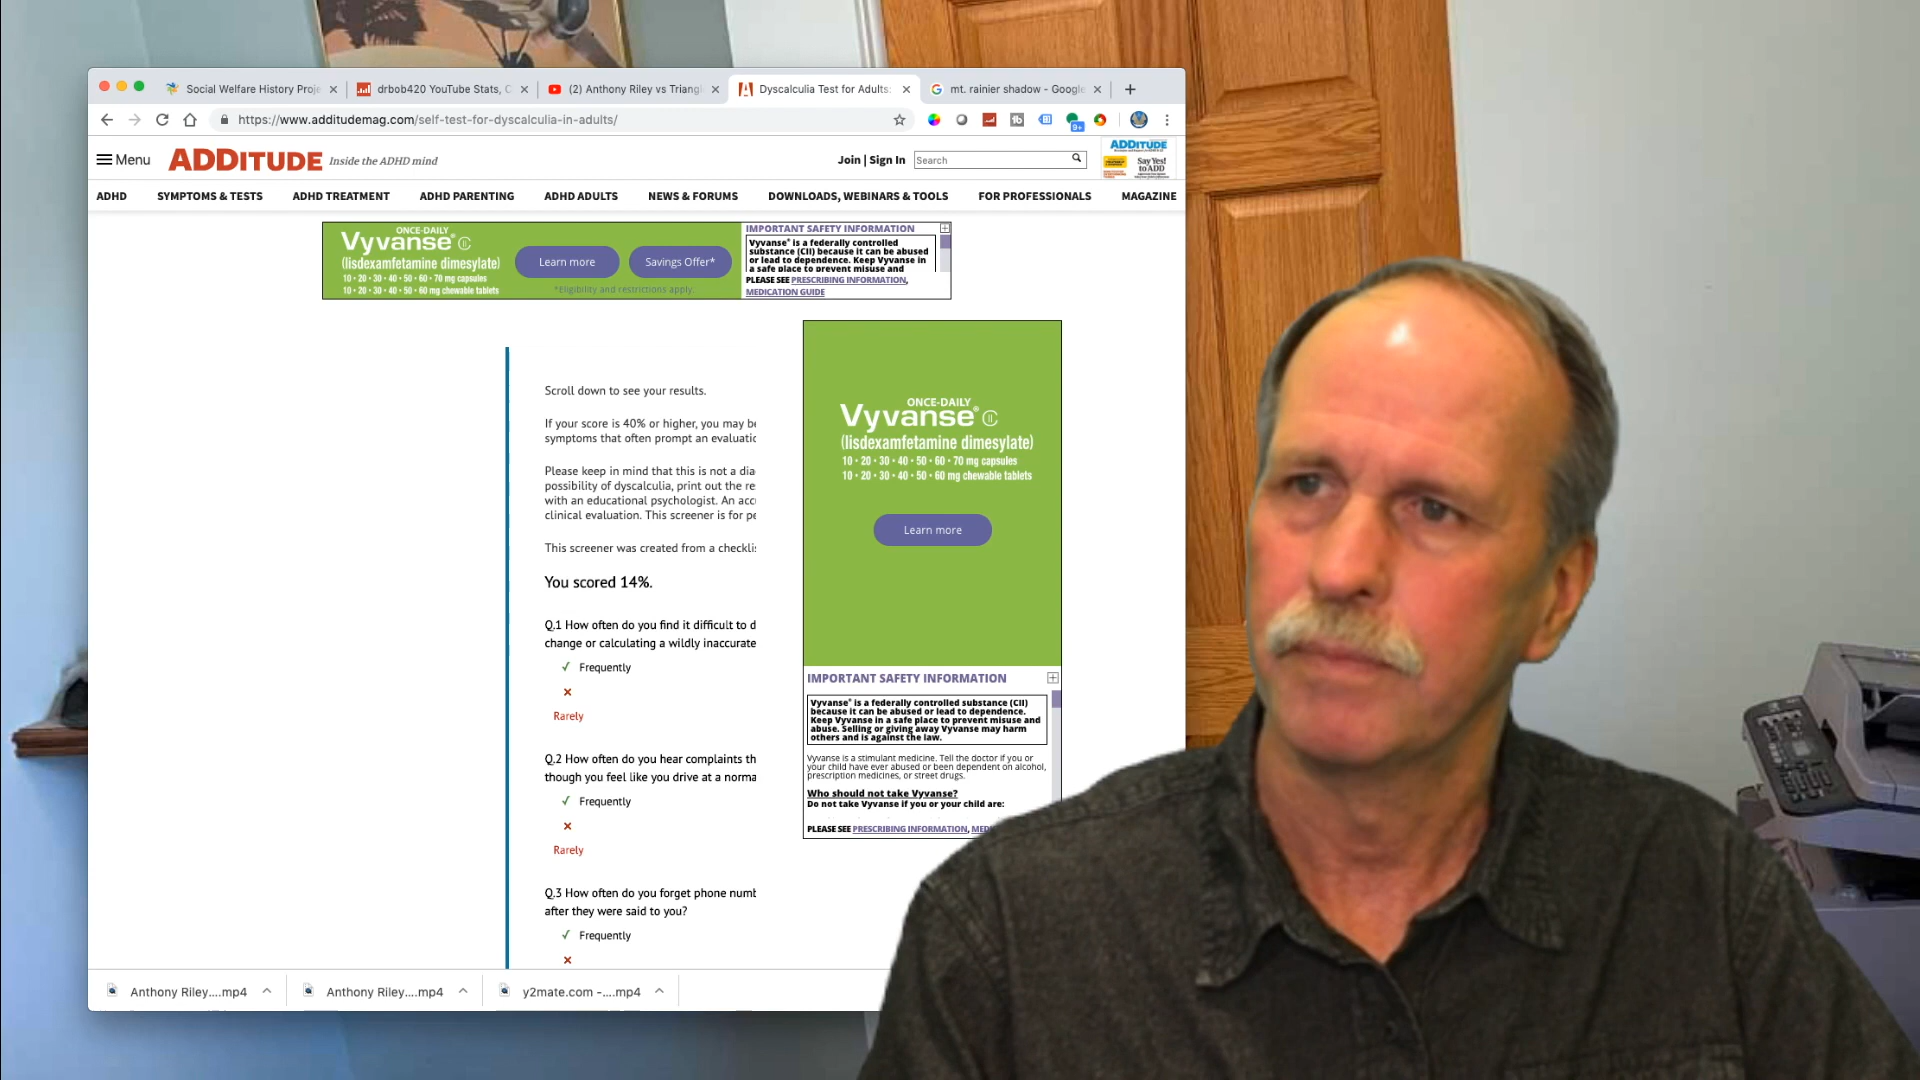 Social Welfare History Proje
drbob420 YouTube Stats, C
(2) Anthony Riley vs Triang
Dyscalculia Test for Adults:
mt. rainier shadow - Google
https://www.additudemag.com/self-test-for-dyscalculia-in-adults/
9+
Menu
ADDITUDE
Inside the ADHD mind
Join | Sign In
Search
ADDITUDE
Say Yes!
to ADD
ADHD
SYMPTOMS & TESTS
ADHD TREATMENT
ADHD PARENTING
ADHD ADULTS
NEWS & FORUMS
DOWNLOADS, WEBINARS & TOOLS
FOR PROFESSIONALS
MAGAZINE
ONCE-DAILY
Vyvanse®
(lisdexamfetamine dimesylate)
10 • 20 • 30 • 40 • 50 • 60 • 70 mg capsules
10 • 20 • 30 • 40 • 50 • 60 mg chewable tablets
Learn more
Savings Offer*
*Eligibility and restrictions apply.
IMPORTANT SAFETY INFORMATION
Vyvanse® is a federally controlled
substance (CII) because it can be abused
or lead to dependence. Keep Vyvanse in
a safe place to prevent misuse and
PLEASE SEE PRESCRIBING INFORMATION,
MEDICATION GUIDE
Scroll down to see your results.
If your score is 40% or higher, you may be
symptoms that often prompt an evaluatic
Please keep in mind that this is not a dia
possibility of dyscalculia, print out the re
with an educational psychologist. An acc
clinical evaluation. This screener is for pe
This screener was created from a checkli
You scored 14%.
Q.1 How often do you find it difficult to d
change or calculating a wildly inaccurate
✓ Frequently
×
Rarely
Q.2 How often do you hear complaints th
though you feel like you drive at a norma
✓ Frequently
×
Rarely
Q.3 How often do you forget phone numb
after they were said to you?
✓ Frequently
×
ONCE-DAILY
Vyvanse®
(lisdexamfetamine dimesylate)
10 • 20 • 30 • 40 • 50 • 60 • 70 mg capsules
10 • 20 • 30 • 40 • 50 • 60 mg chewable tablets
Learn more
IMPORTANT SAFETY INFORMATION
Vyvanse® is a federally controlled substance (CII)
because it can be abused or lead to dependence.
Keep Vyvanse in a safe place to prevent misuse and
abuse. Selling or giving away Vyvanse may harm
others and is against the law.
Vyvanse is a stimulant medicine. Tell the doctor if you or
your child have ever abused or been dependent on alcohol,
prescription medicines, or street drugs.
Who should not take Vyvanse?
Do not take Vyvanse if you or your child are:
PLEASE SEE PRESCRIBING INFORMATION, MED
Anthony Riley....mp4
Anthony Riley....mp4
y2mate.com -....mp4